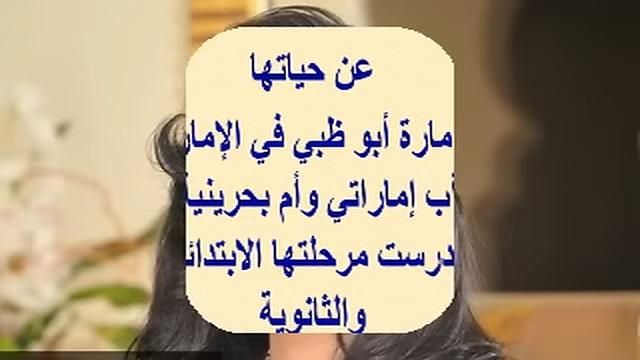 عن حياتها
مارة أبو ظبي في الإمار
أب إماراتي وأم بحرينية
درست مرحلتها الابتدائ
والثانوية